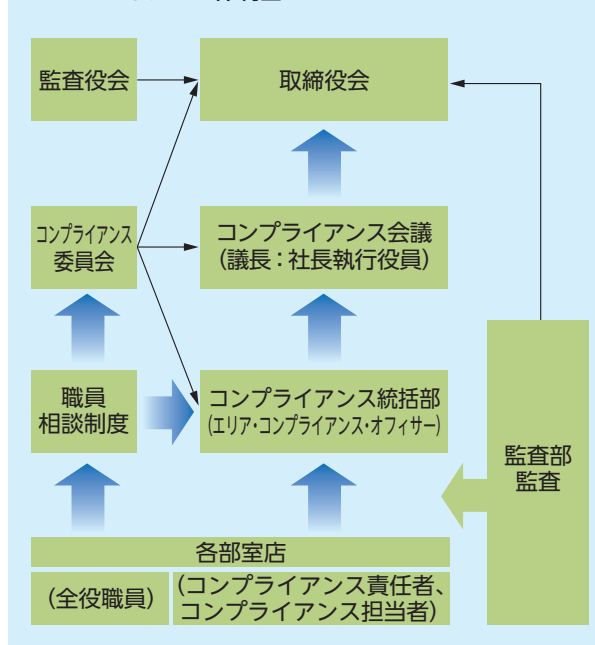 監査役会
取締役会
コンプライアンス
委員会
コンプライアンス会議
(議長：社長執行役員)
職員
相談制度
コンプライアンス統括部
(エリア・コンプライアンス・オフィサー)
監査部
監査
各部室店
(全役職員)
(コンプライアンス責任者、
コンプライアンス担当者)